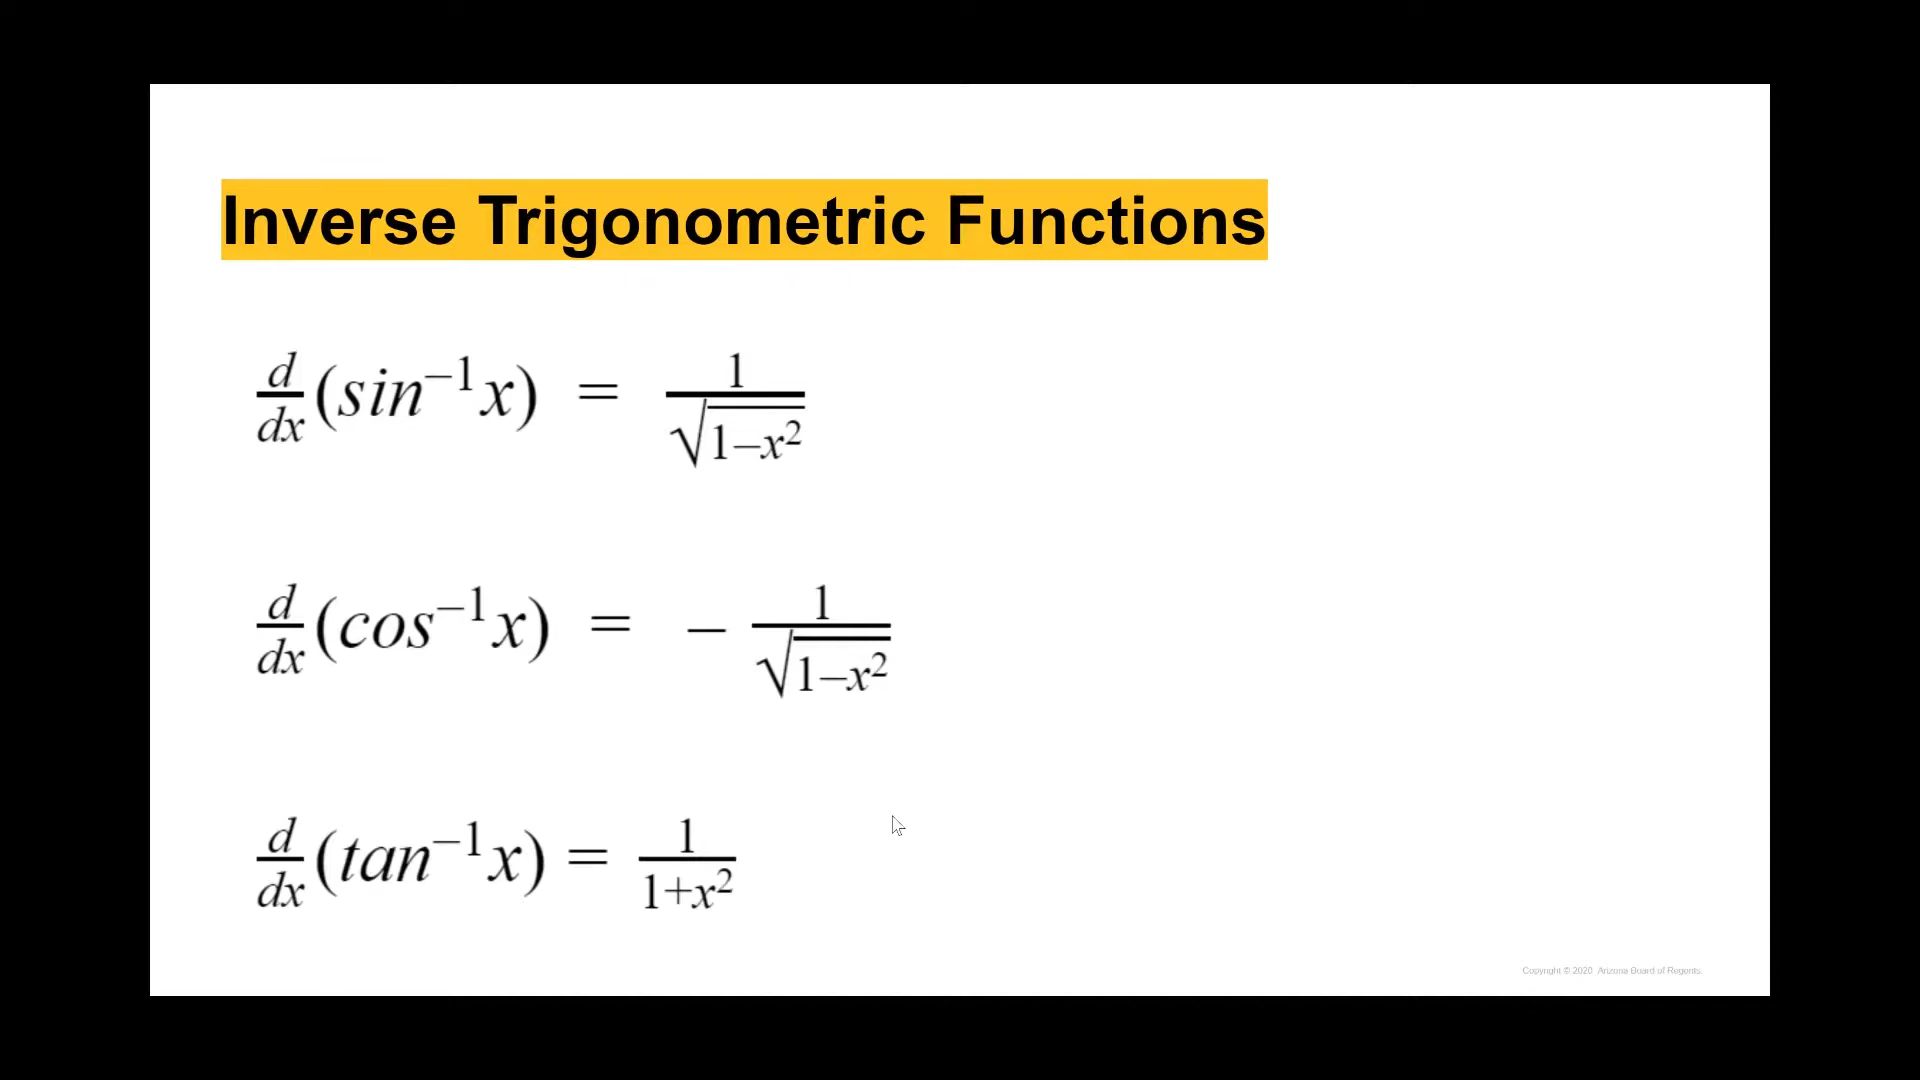 Inverse Trigonometric Functions
d/dx (sin⁻¹x) = 1/√(1–x²)
d/dx (cos⁻¹x) = – 1/√(1–x²)
d/dx (tan⁻¹x) = 1/(1+x²)
Copyright © 2020 Arizona Board of Regents.